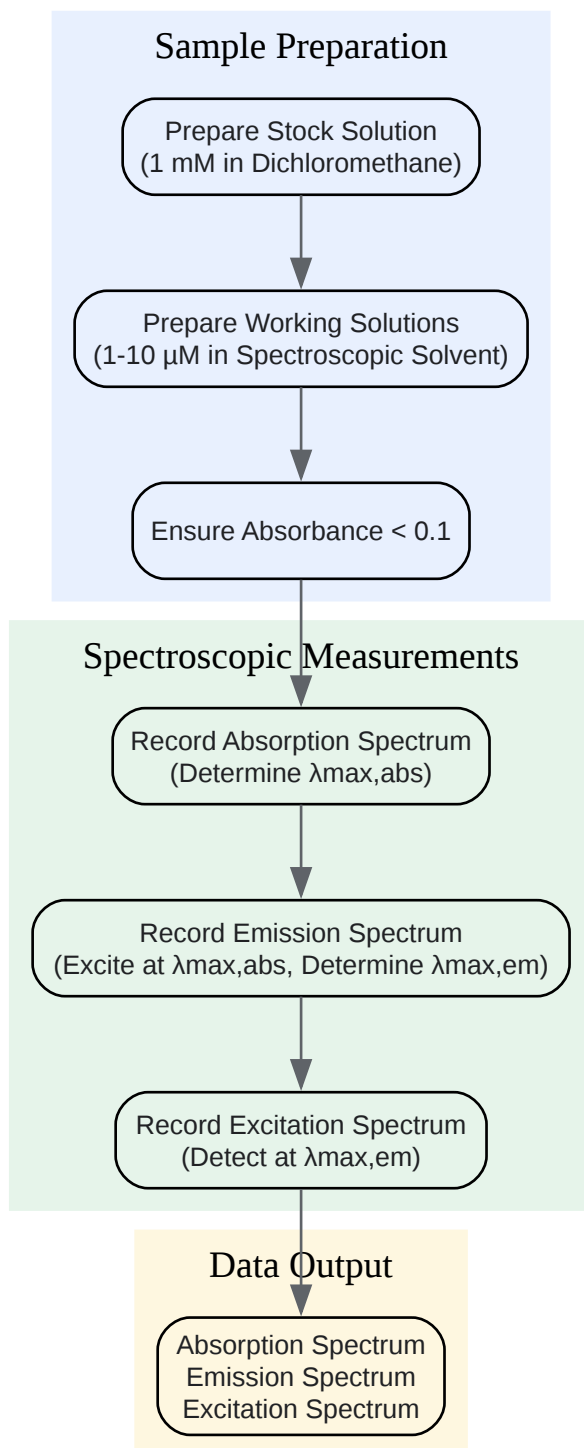 Sample Preparation
Prepare Stock Solution
(1 mM in Dichloromethane)
Prepare Working Solutions
(1-10 µM in Spectroscopic Solvent)
Ensure Absorbance < 0.1
Spectroscopic Measurements
Record Absorption Spectrum
(Determine λmax,abs)
Record Emission Spectrum
(Excite at λmax,abs, Determine λmax,em)
Record Excitation Spectrum
(Detect at λmax,em)
Data Output
Absorption Spectrum
Emission Spectrum
Excitation Spectrum